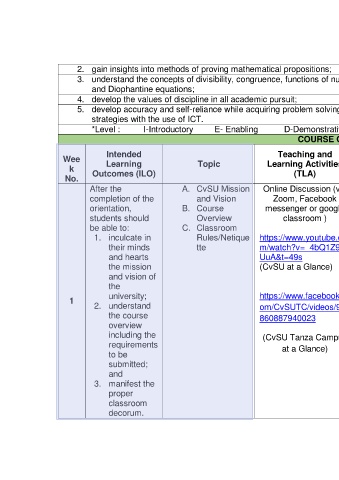 2. gain insights into methods of proving mathematical propositions;
3. understand the concepts of divisibility, congruence, functions of nu
and Diophantine equations;
4. develop the values of discipline in all academic pursuit;
5. develop accuracy and self-reliance while acquiring problem solving
strategies with the use of ICT.
*Level : I-Introductory E- Enabling D-Demonstrati
COURSE C
Wee
k
No.
Intended
Learning
Outcomes (ILO)
Topic
Teaching and
Learning Activities
(TLA)
1
After the
completion of the
orientation,
students should
be able to:
1. inculcate in
their minds
and hearts
the mission
and vision of
the
university;
2. understand
the course
overview
including the
requirements
to be
submitted;
and
3. manifest the
proper
classroom
decorum.
A. CvSU Mission
and Vision
B. Course
Overview
C. Classroom
Rules/Netique
tte
Online Discussion (v
Zoom, Facebook
messenger or googl
classroom )
https://www.youtube.c
m/watch?v=_4bQ1Z9
UuA&t=49s
(CvSU at a Glance)
https://www.facebook
om/CvSUTC/videos/9
860887940023
(CvSU Tanza Camp
at a Glance)